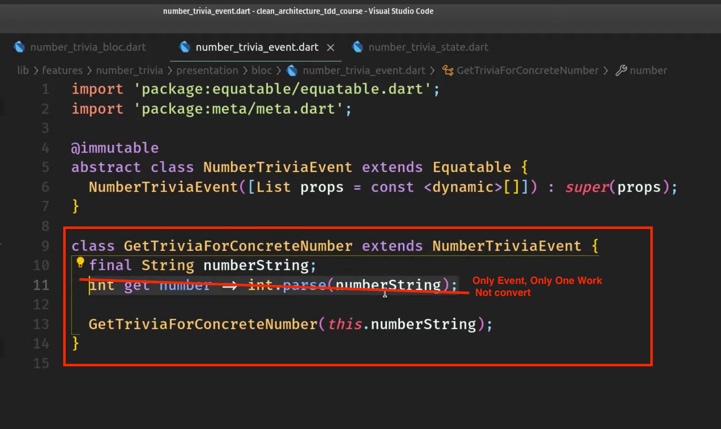 number_trivia_event.dart - clean_architecture_tdd_course - Visual Studio Code
number_trivia_bloc.dart number_trivia_event.dart × number_trivia_state.dart
lib > features > number_trivia > presentation > bloc > number_trivia_event.dart > GetTriviaForConcreteNumber > number
1 import 'package:equatable/equatable.dart';
2 import 'package:meta/meta.dart';
3
4 @immutable
5 abstract class NumberTriviaEvent extends Equatable {
6 NumberTriviaEvent([List props = const <dynamic>[]]) : super(props);
7 }
8
9 class GetTriviaForConcreteNumber extends NumberTriviaEvent {
10 final String numberString;
11 int get number => int.parse(numberString);
Only Event, Only One Work
Not convert
12
13 GetTriviaForConcreteNumber(this.numberString);
14 }
15